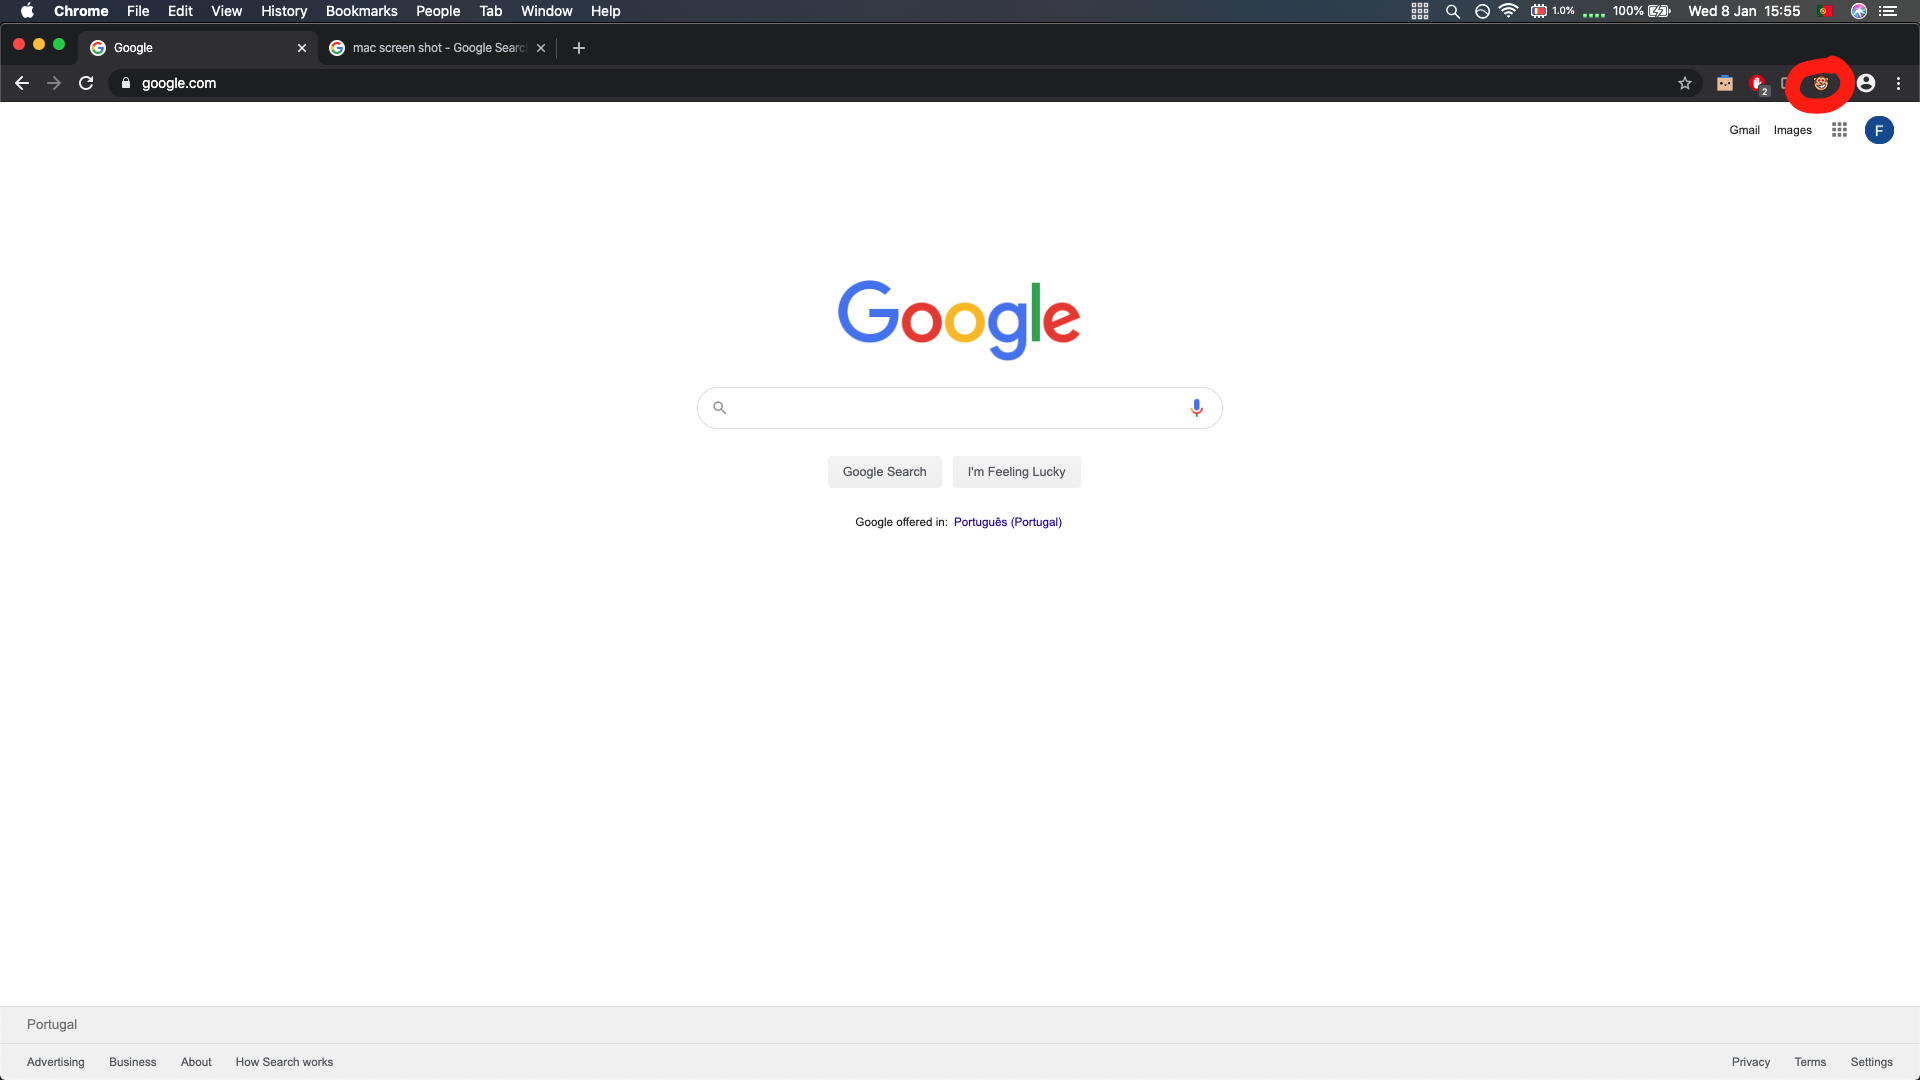 Chrome File Edit View History Bookmarks People Tab Window Help 1.0% 100% Wed 8 Jan 15:55
Google mac screen shot - Google Searc
google.com 2
Gmail Images F
Google
Google Search I'm Feeling Lucky
Google offered in: Português (Portugal)
Portugal
Advertising Business About How Search works Privacy Terms Settings